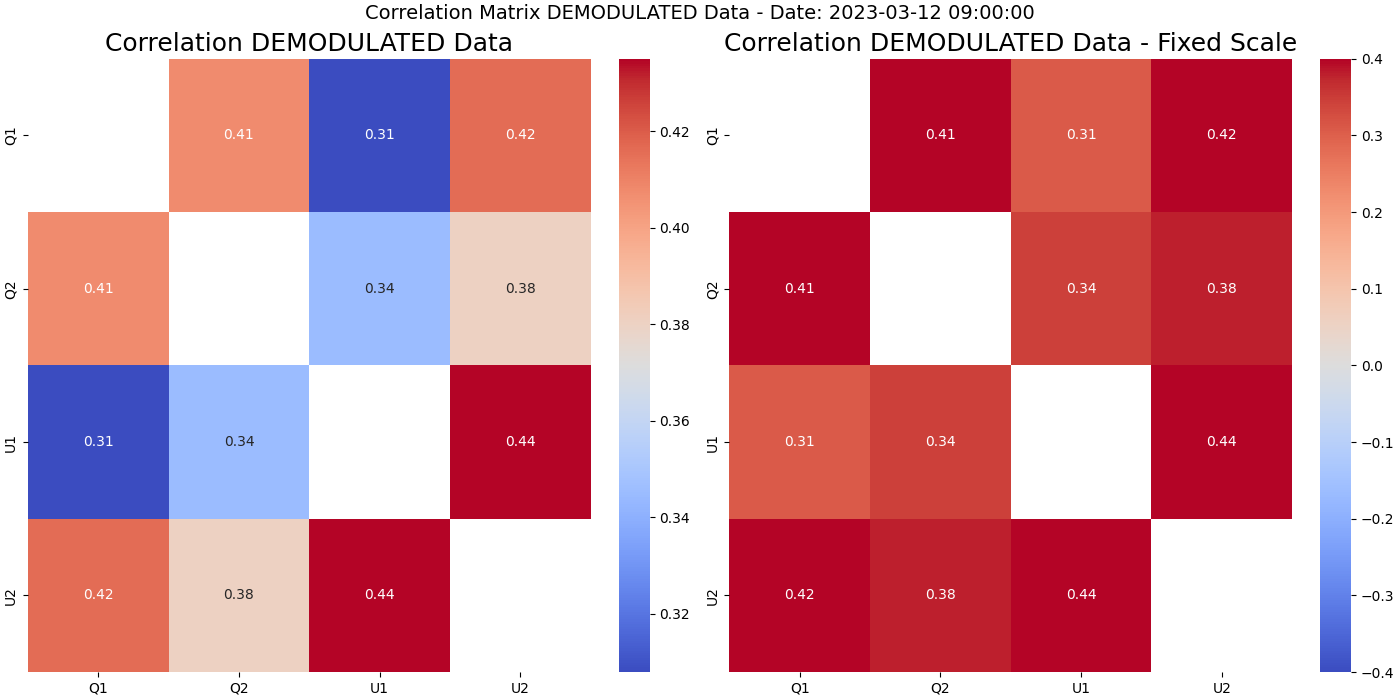 Correlation Matrix DEMODULATED Data - Date: 2023-03-12 09:00:00
Correlation DEMODULATED Data
Q1
0.41
0.31
0.42
Q2
0.41
0.34
0.38
U1
0.31
0.34
0.44
U2
0.42
0.38
0.44
Q1
Q2
U1
U2
0.42
0.40
0.38
0.36
0.34
0.32
Correlation DEMODULATED Data - Fixed Scale
Q1
0.41
0.31
0.42
Q2
0.41
0.34
0.38
U1
0.31
0.34
0.44
U2
0.42
0.38
0.44
Q1
Q2
U1
U2
0.4
0.3
0.2
0.1
0.0
−0.1
−0.2
−0.3
−0.4